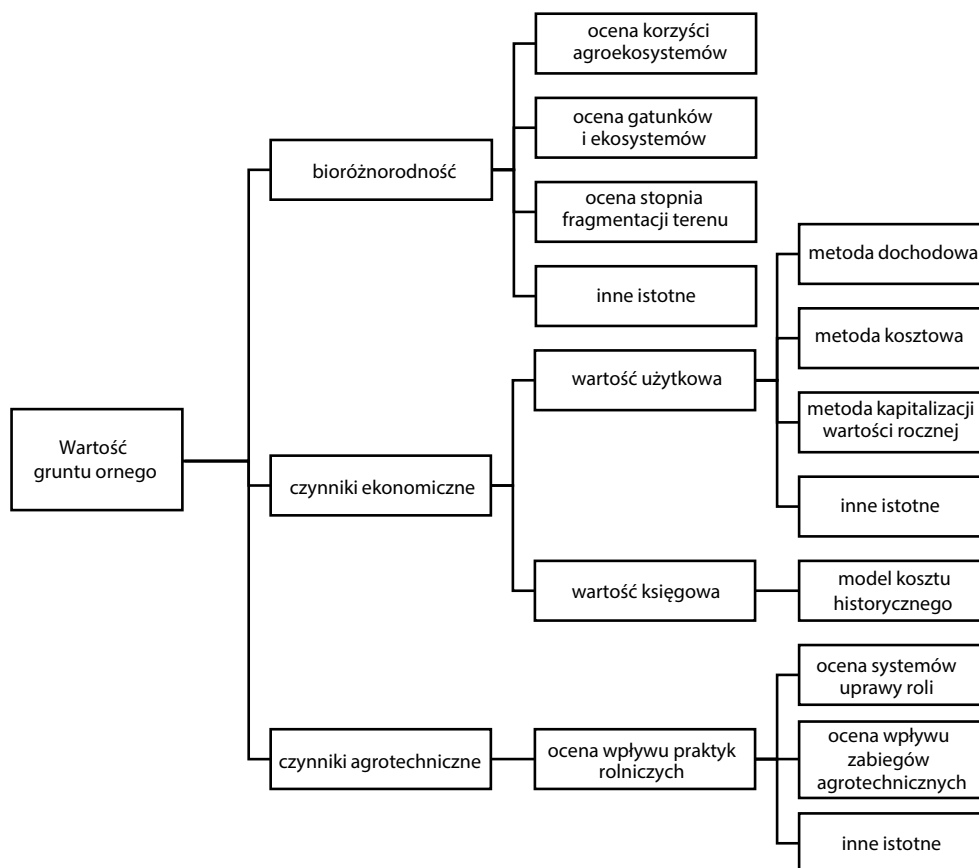 Wartość
gruntu ornego
bioróżnorodność
ocena korzyści
agroekosystemów
ocena gatunków
i ekosystemów
ocena stopnia
fragmentacji terenu
inne istotne
czynniki ekonomiczne
wartość użytkowa
metoda dochodowa
metoda kosztowa
metoda kapitalizacji
wartości rocznej
inne istotne
wartość księgowa
model kosztu
historycznego
czynniki agrotechniczne
ocena wpływu praktyk
rolniczych
ocena systemów
uprawy roli
ocena wpływu
zabiegów
agrotechnicznych
inne istotne